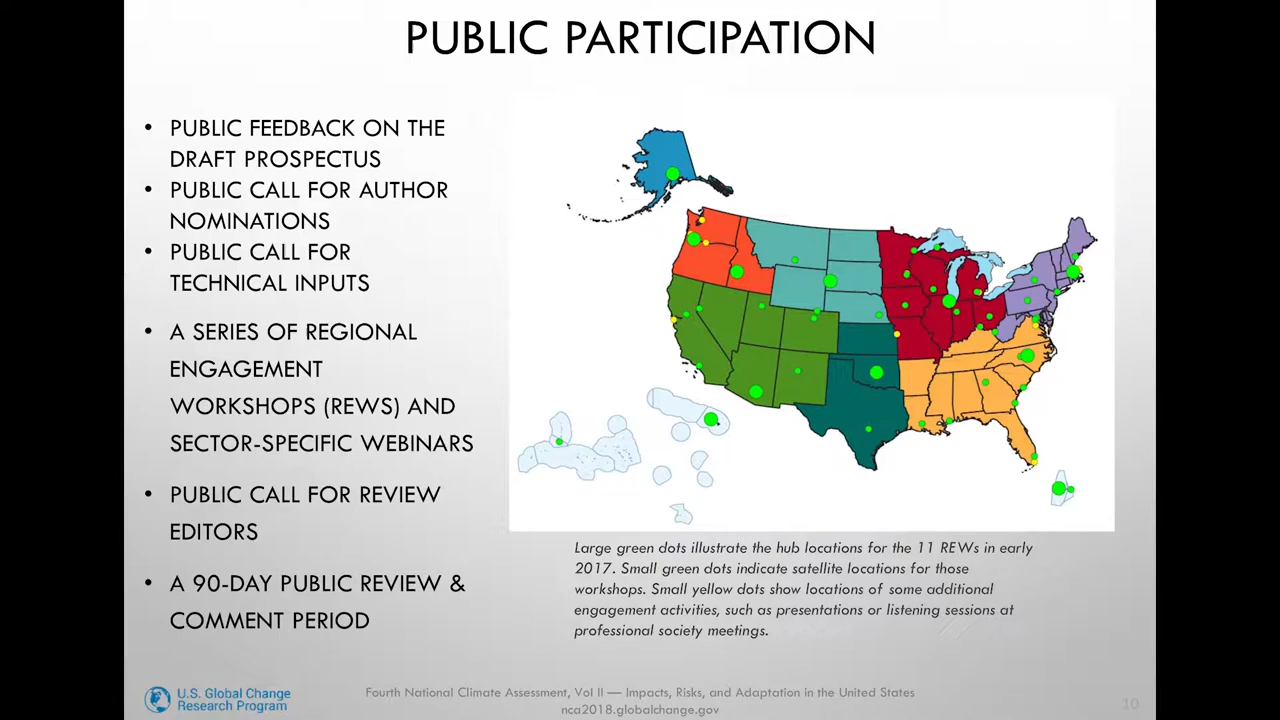 PUBLIC PARTICIPATION
• PUBLIC FEEDBACK ON THE
DRAFT PROSPECTUS
• PUBLIC CALL FOR AUTHOR
NOMINATIONS
• PUBLIC CALL FOR
TECHNICAL INPUTS
• A SERIES OF REGIONAL
ENGAGEMENT
WORKSHOPS (REWS) AND
SECTOR-SPECIFIC WEBINARS
• PUBLIC CALL FOR REVIEW
EDITORS
• A 90-DAY PUBLIC REVIEW &
COMMENT PERIOD
Large green dots illustrate the hub locations for the 11 REWs in early
2017. Small green dots indicate satellite locations for those
workshops. Small yellow dots show locations of some additional
engagement activities, such as presentations or listening sessions at
professional society meetings.
U.S. Global Change
Research Program
Fourth National Climate Assessment, Vol II — Impacts, Risks, and Adaptation in the United States
nca2018.globalchange.gov
10